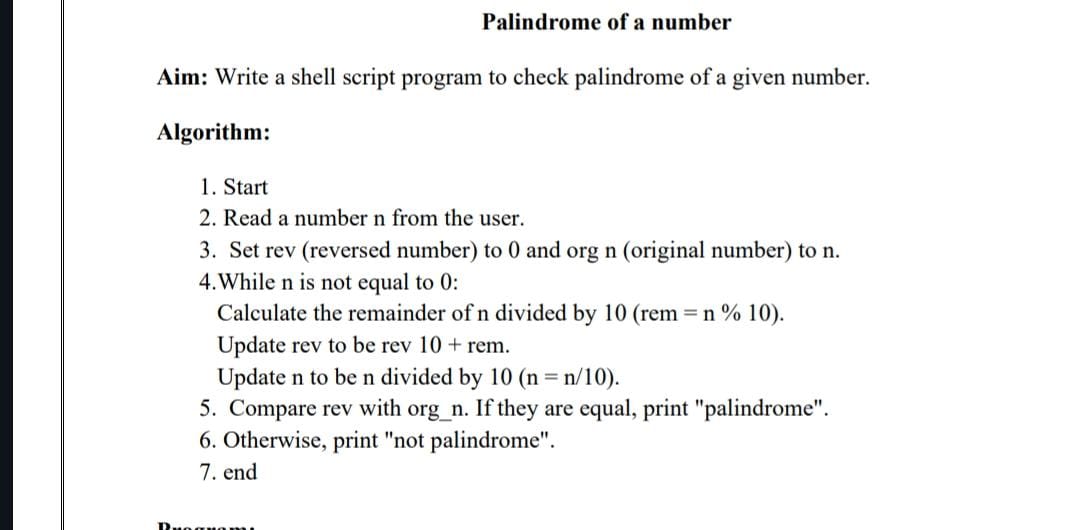 Palindrome of a number
Aim: Write a shell script program to check palindrome of a given number.
Algorithm:
1. Start
2. Read a number n from the user.
3. Set rev (reversed number) to 0 and org n (original number) to n.
4.While n is not equal to 0:
Calculate the remainder of n divided by 10 (rem = n % 10).
Update rev to be rev 10 + rem.
Update n to be n divided by 10 (n = n/10).
5. Compare rev with org_n. If they are equal, print "palindrome".
6. Otherwise, print "not palindrome".
7. end